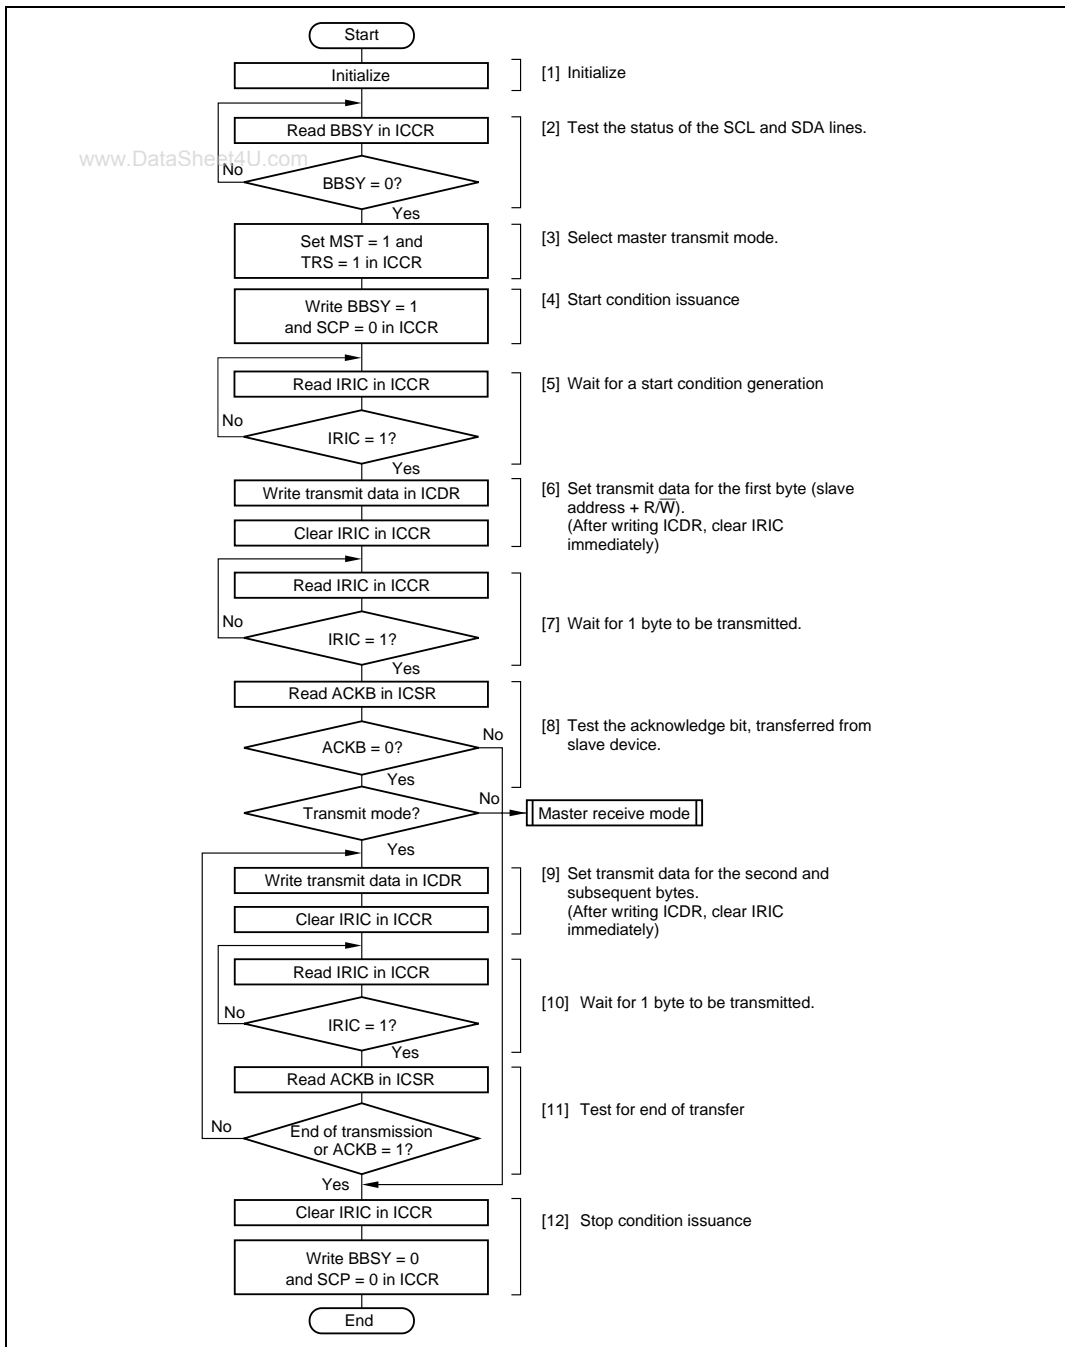 Start
Initialize
[1] Initialize
Read BBSY in ICCR
[2] Test the status of the SCL and SDA lines.
www.DataSheet4U.com
No
BBSY = 0?
Yes
Set MST = 1 and
TRS = 1 in ICCR
[3] Select master transmit mode.
Write BBSY = 1
and SCP = 0 in ICCR
[4] Start condition issuance
Read IRIC in ICCR
[5] Wait for a start condition generation
No
IRIC = 1?
Yes
Write transmit data in ICDR
Clear IRIC in ICCR
[6] Set transmit data for the first byte (slave
address + R/W̅).
(After writing ICDR, clear IRIC
immediately)
Read IRIC in ICCR
No
IRIC = 1?
[7] Wait for 1 byte to be transmitted.
Yes
Read ACKB in ICSR
ACKB = 0?
No
[8] Test the acknowledge bit, transferred from
slave device.
Yes
Transmit mode?
No
Master receive mode
Yes
Write transmit data in ICDR
Clear IRIC in ICCR
[9] Set transmit data for the second and
subsequent bytes.
(After writing ICDR, clear IRIC
immediately)
Read IRIC in ICCR
[10] Wait for 1 byte to be transmitted.
No
IRIC = 1?
Yes
Read ACKB in ICSR
[11] Test for end of transfer
No
End of transmission
or ACKB = 1?
Yes
Clear IRIC in ICCR
[12] Stop condition issuance
Write BBSY = 0
and SCP = 0 in ICCR
End